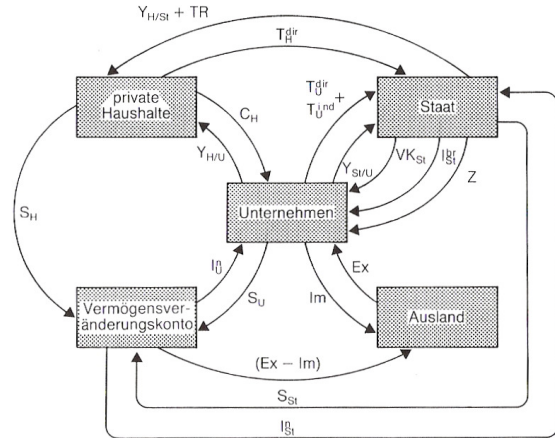 Y_H/St + TR
T_H^dir
private
Haushalte
T_U^dir +
T_U^ind
Staat
C_H
Y_H/U
Y_St/U
VK_St
I_St^br
Z
Unternehmen
S_H
I_U^n
S_U
Ex
Im
Vermögensver-
änderungskonto
Ausland
(Ex – Im)
S_St
I_St^n